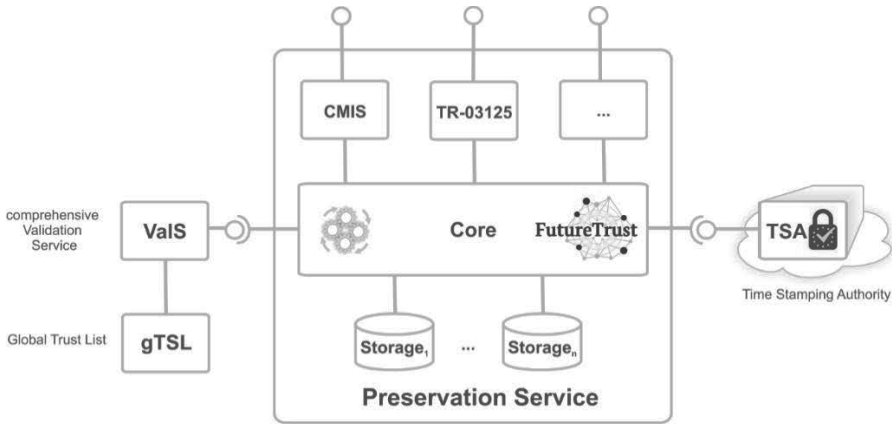 CMIS
TR-03125
...
comprehensive
Validation
Service
ValS
Core
FutureTrust
TSA
Time Stamping Authority
Global Trust List
gTSL
Storage1
...
Storagen
Preservation Service